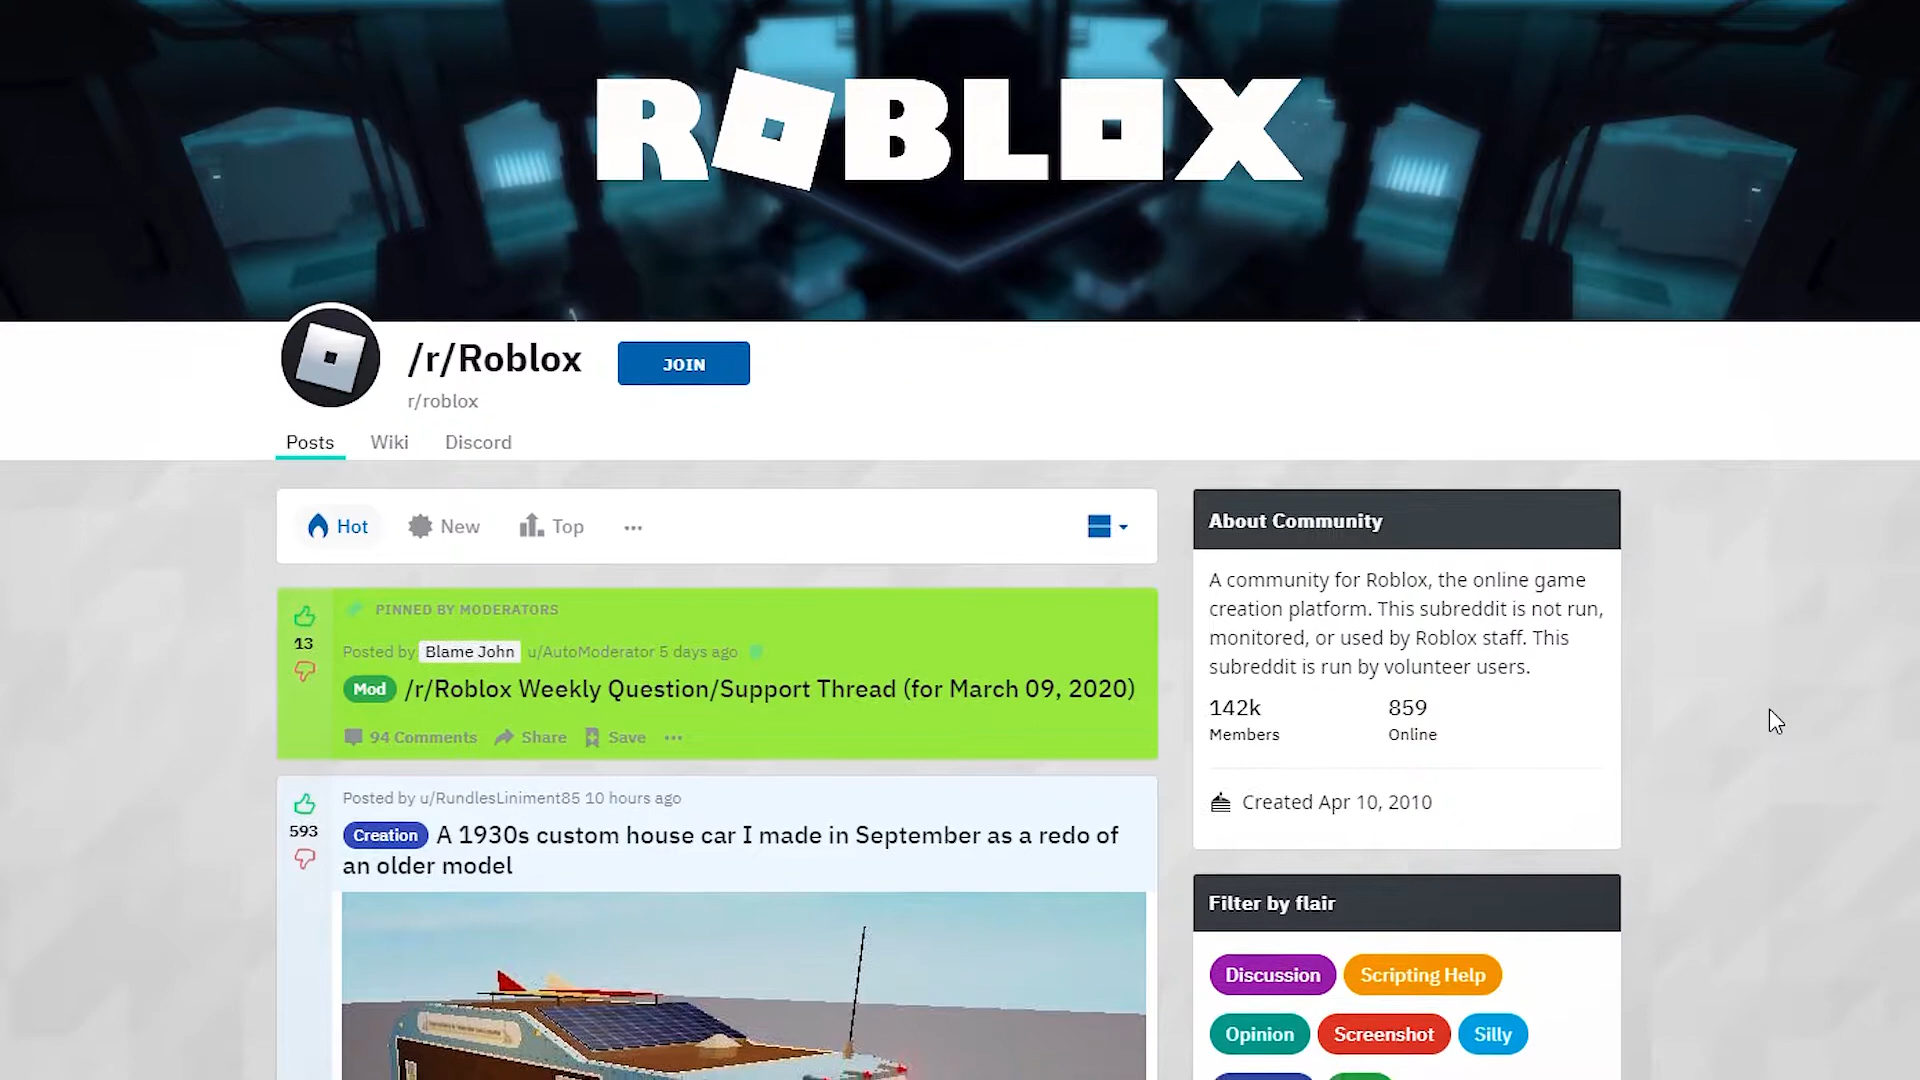 ROBLOX
/r/Roblox
JOIN
r/roblox
Posts Wiki Discord
Hot New Top ...
PINNED BY MODERATORS
13
Posted by Blame John u/AutoModerator 5 days ago
Mod /r/Roblox Weekly Question/Support Thread (for March 09, 2020)
94 Comments Share Save ...
Posted by u/RundlesLiniment85 10 hours ago
593
Creation A 1930s custom house car I made in September as a redo of
an older model
About Community
A community for Roblox, the online game
creation platform. This subreddit is not run,
monitored, or used by Roblox staff. This
subreddit is run by volunteer users.
142k 859
Members Online
Created Apr 10, 2010
Filter by flair
Discussion Scripting Help
Opinion Screenshot Silly